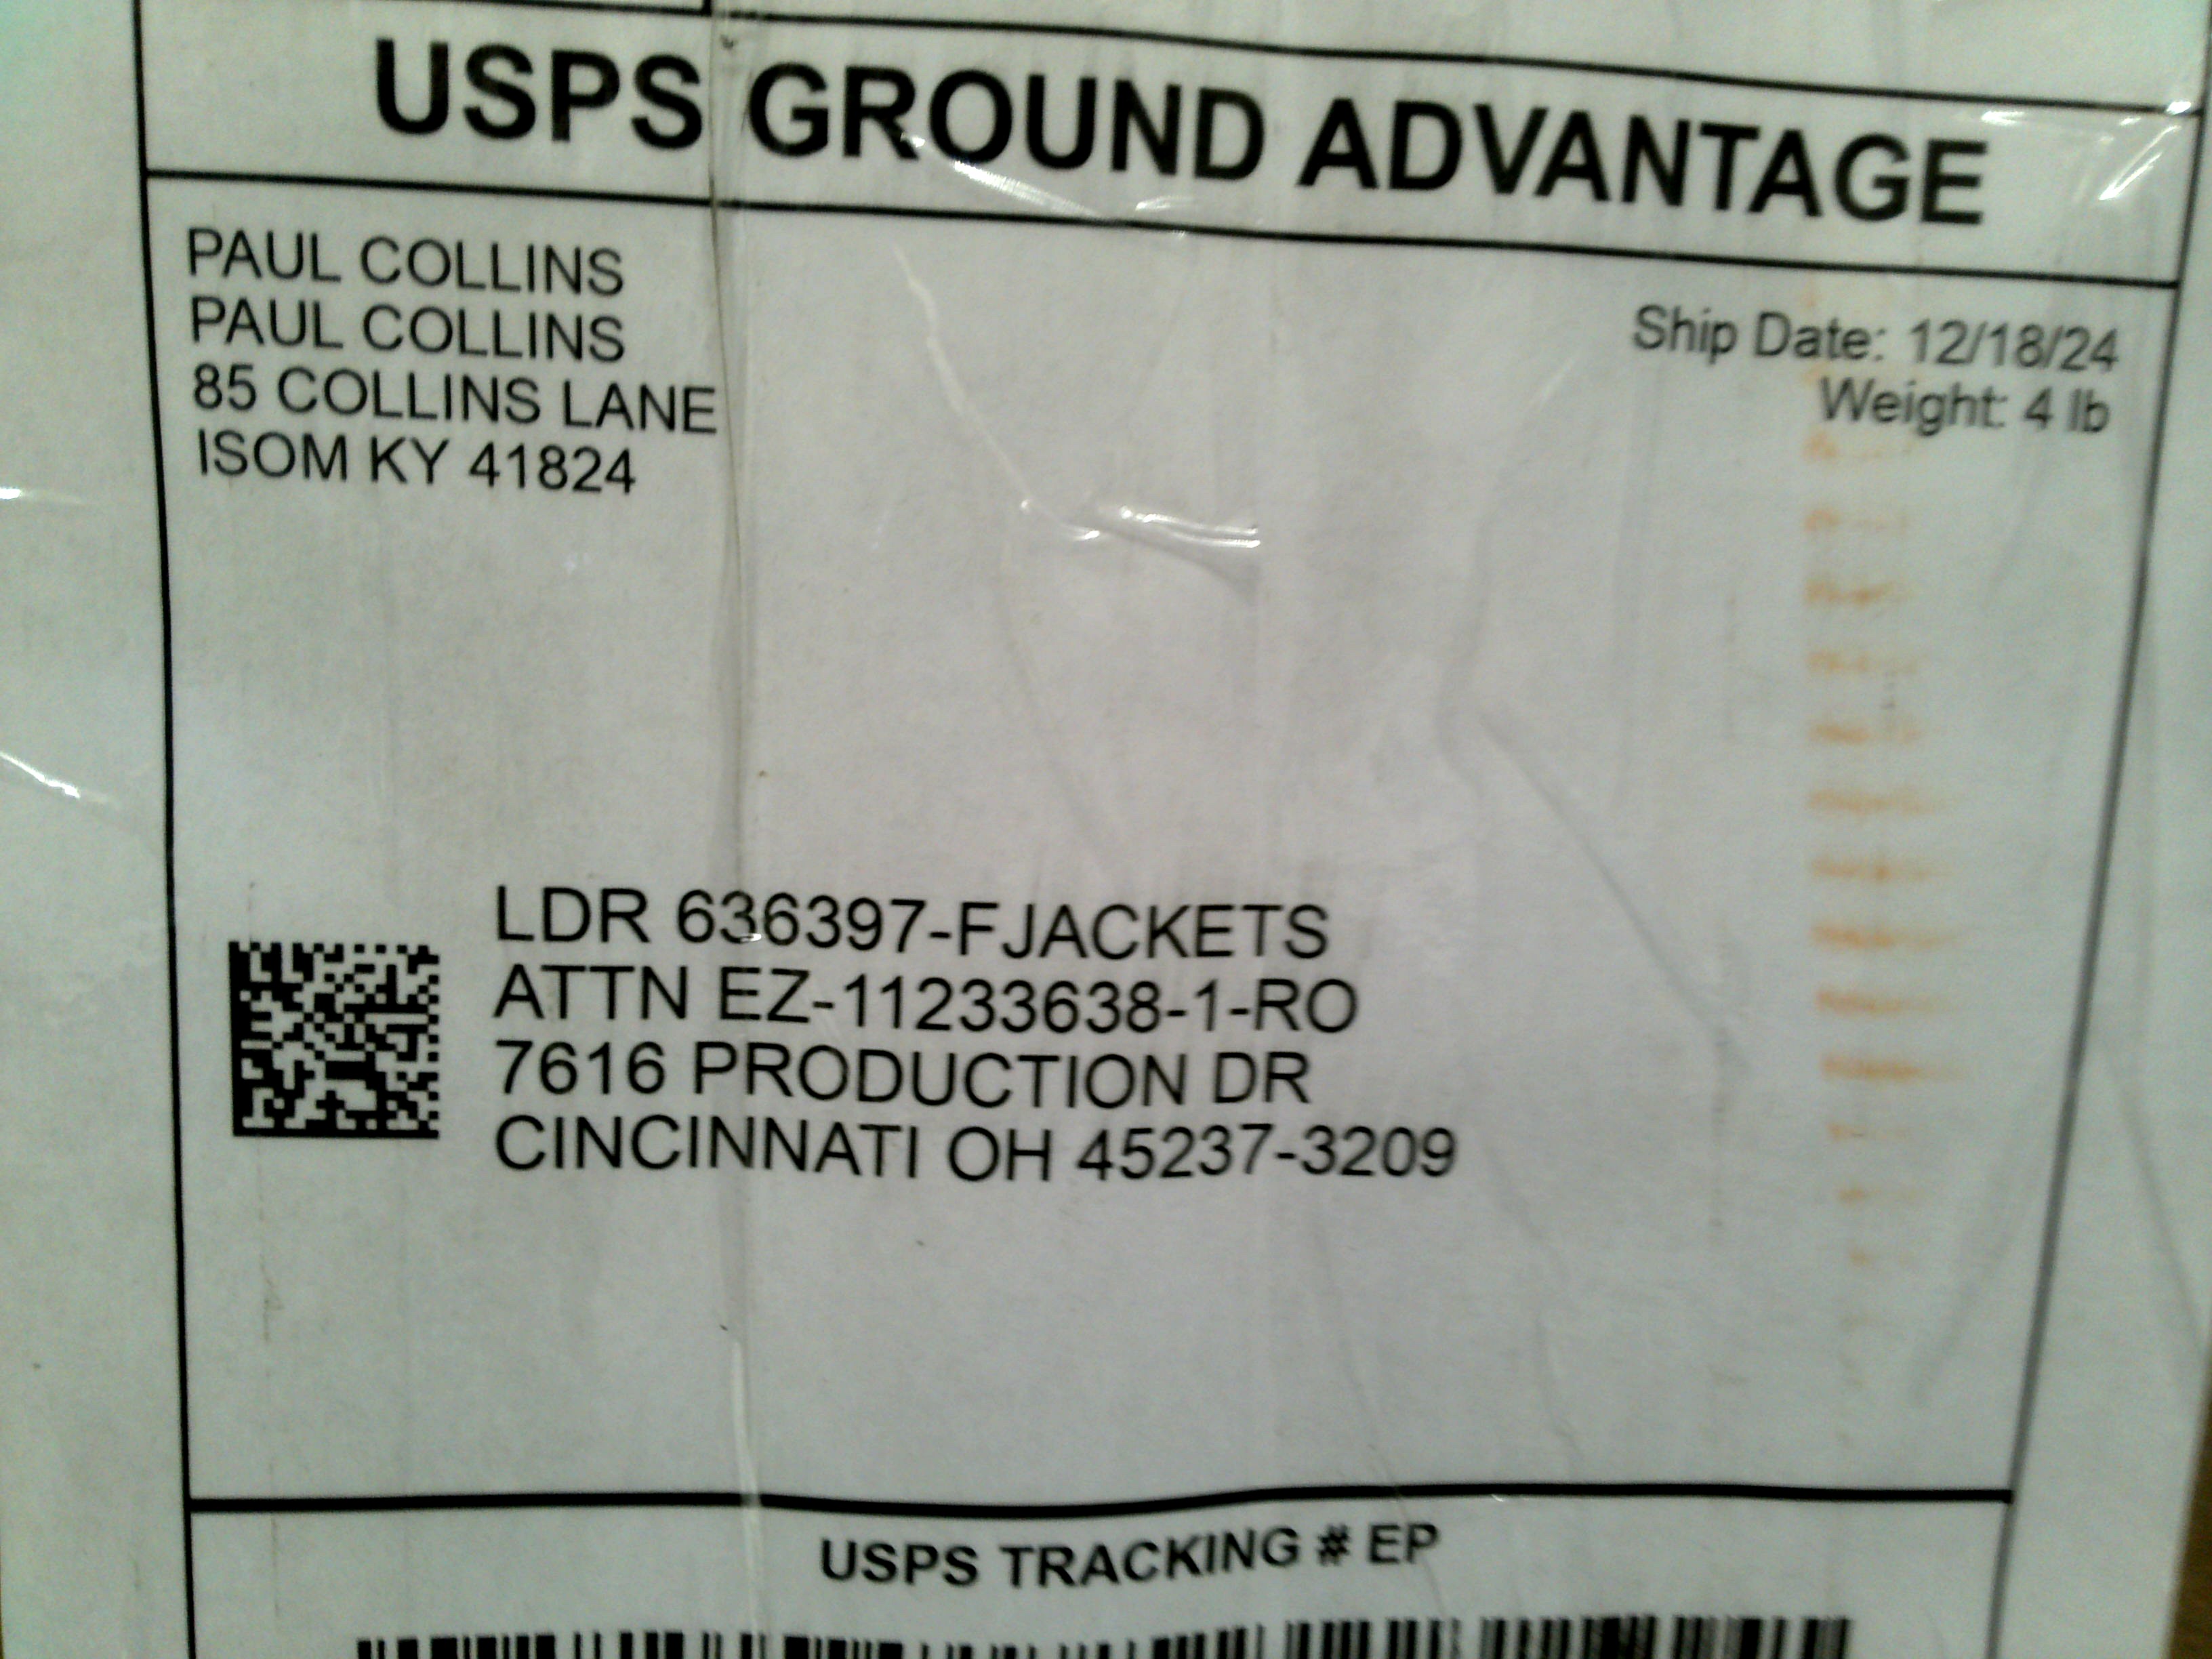 USPS GROUND ADVANTAGE
PAUL COLLINS
PAUL COLLINS
85 COLLINS LANE
ISOM KY 41824
Ship Date: 12/18/24
Weight: 4 lb
LDR 636397-FJACKETS
ATTN EZ-11233638-1-RO
7616 PRODUCTION DR
CINCINNATI OH 45237-3209
USPS TRACKING # EP